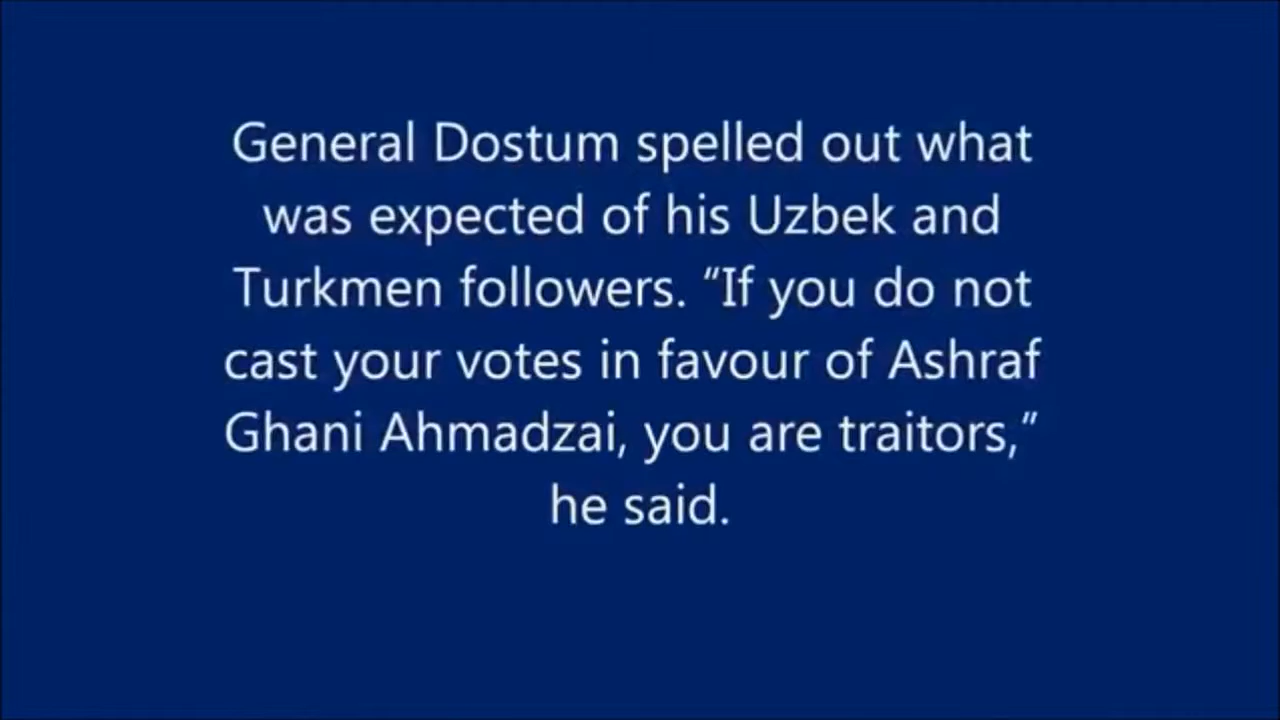 General Dostum spelled out what
was expected of his Uzbek and
Turkmen followers. “If you do not
cast your votes in favour of Ashraf
Ghani Ahmadzai, you are traitors,”
he said.